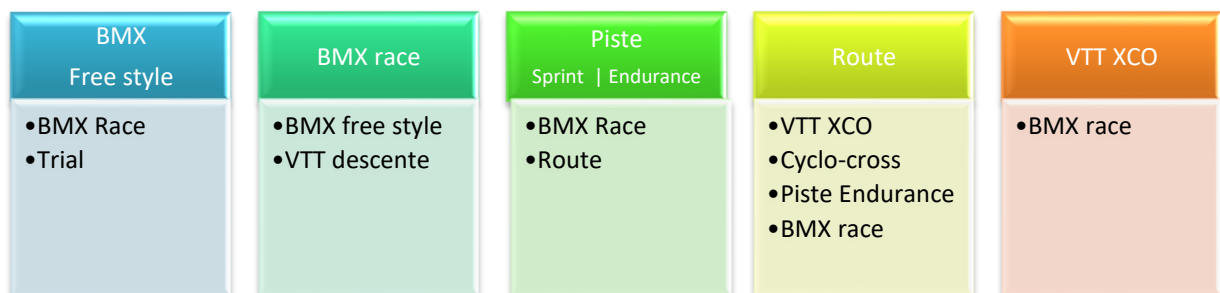 BMX
Free style
•BMX Race
•Trial
BMX race
•BMX free style
•VTT descente
Piste
Sprint | Endurance
•BMX Race
•Route
Route
•VTT XCO
•Cyclo-cross
•Piste Endurance
•BMX race
VTT XCO
•BMX race